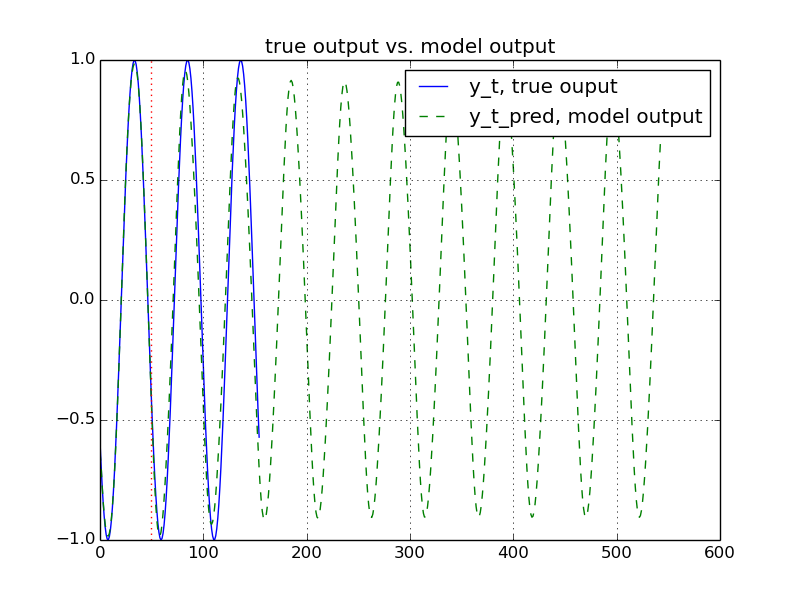 true output vs. model output
y_t, true ouput
y_t_pred, model output
1.0
0.5
0.0
−0.5
−1.0
0 100 200 300 400 500 600